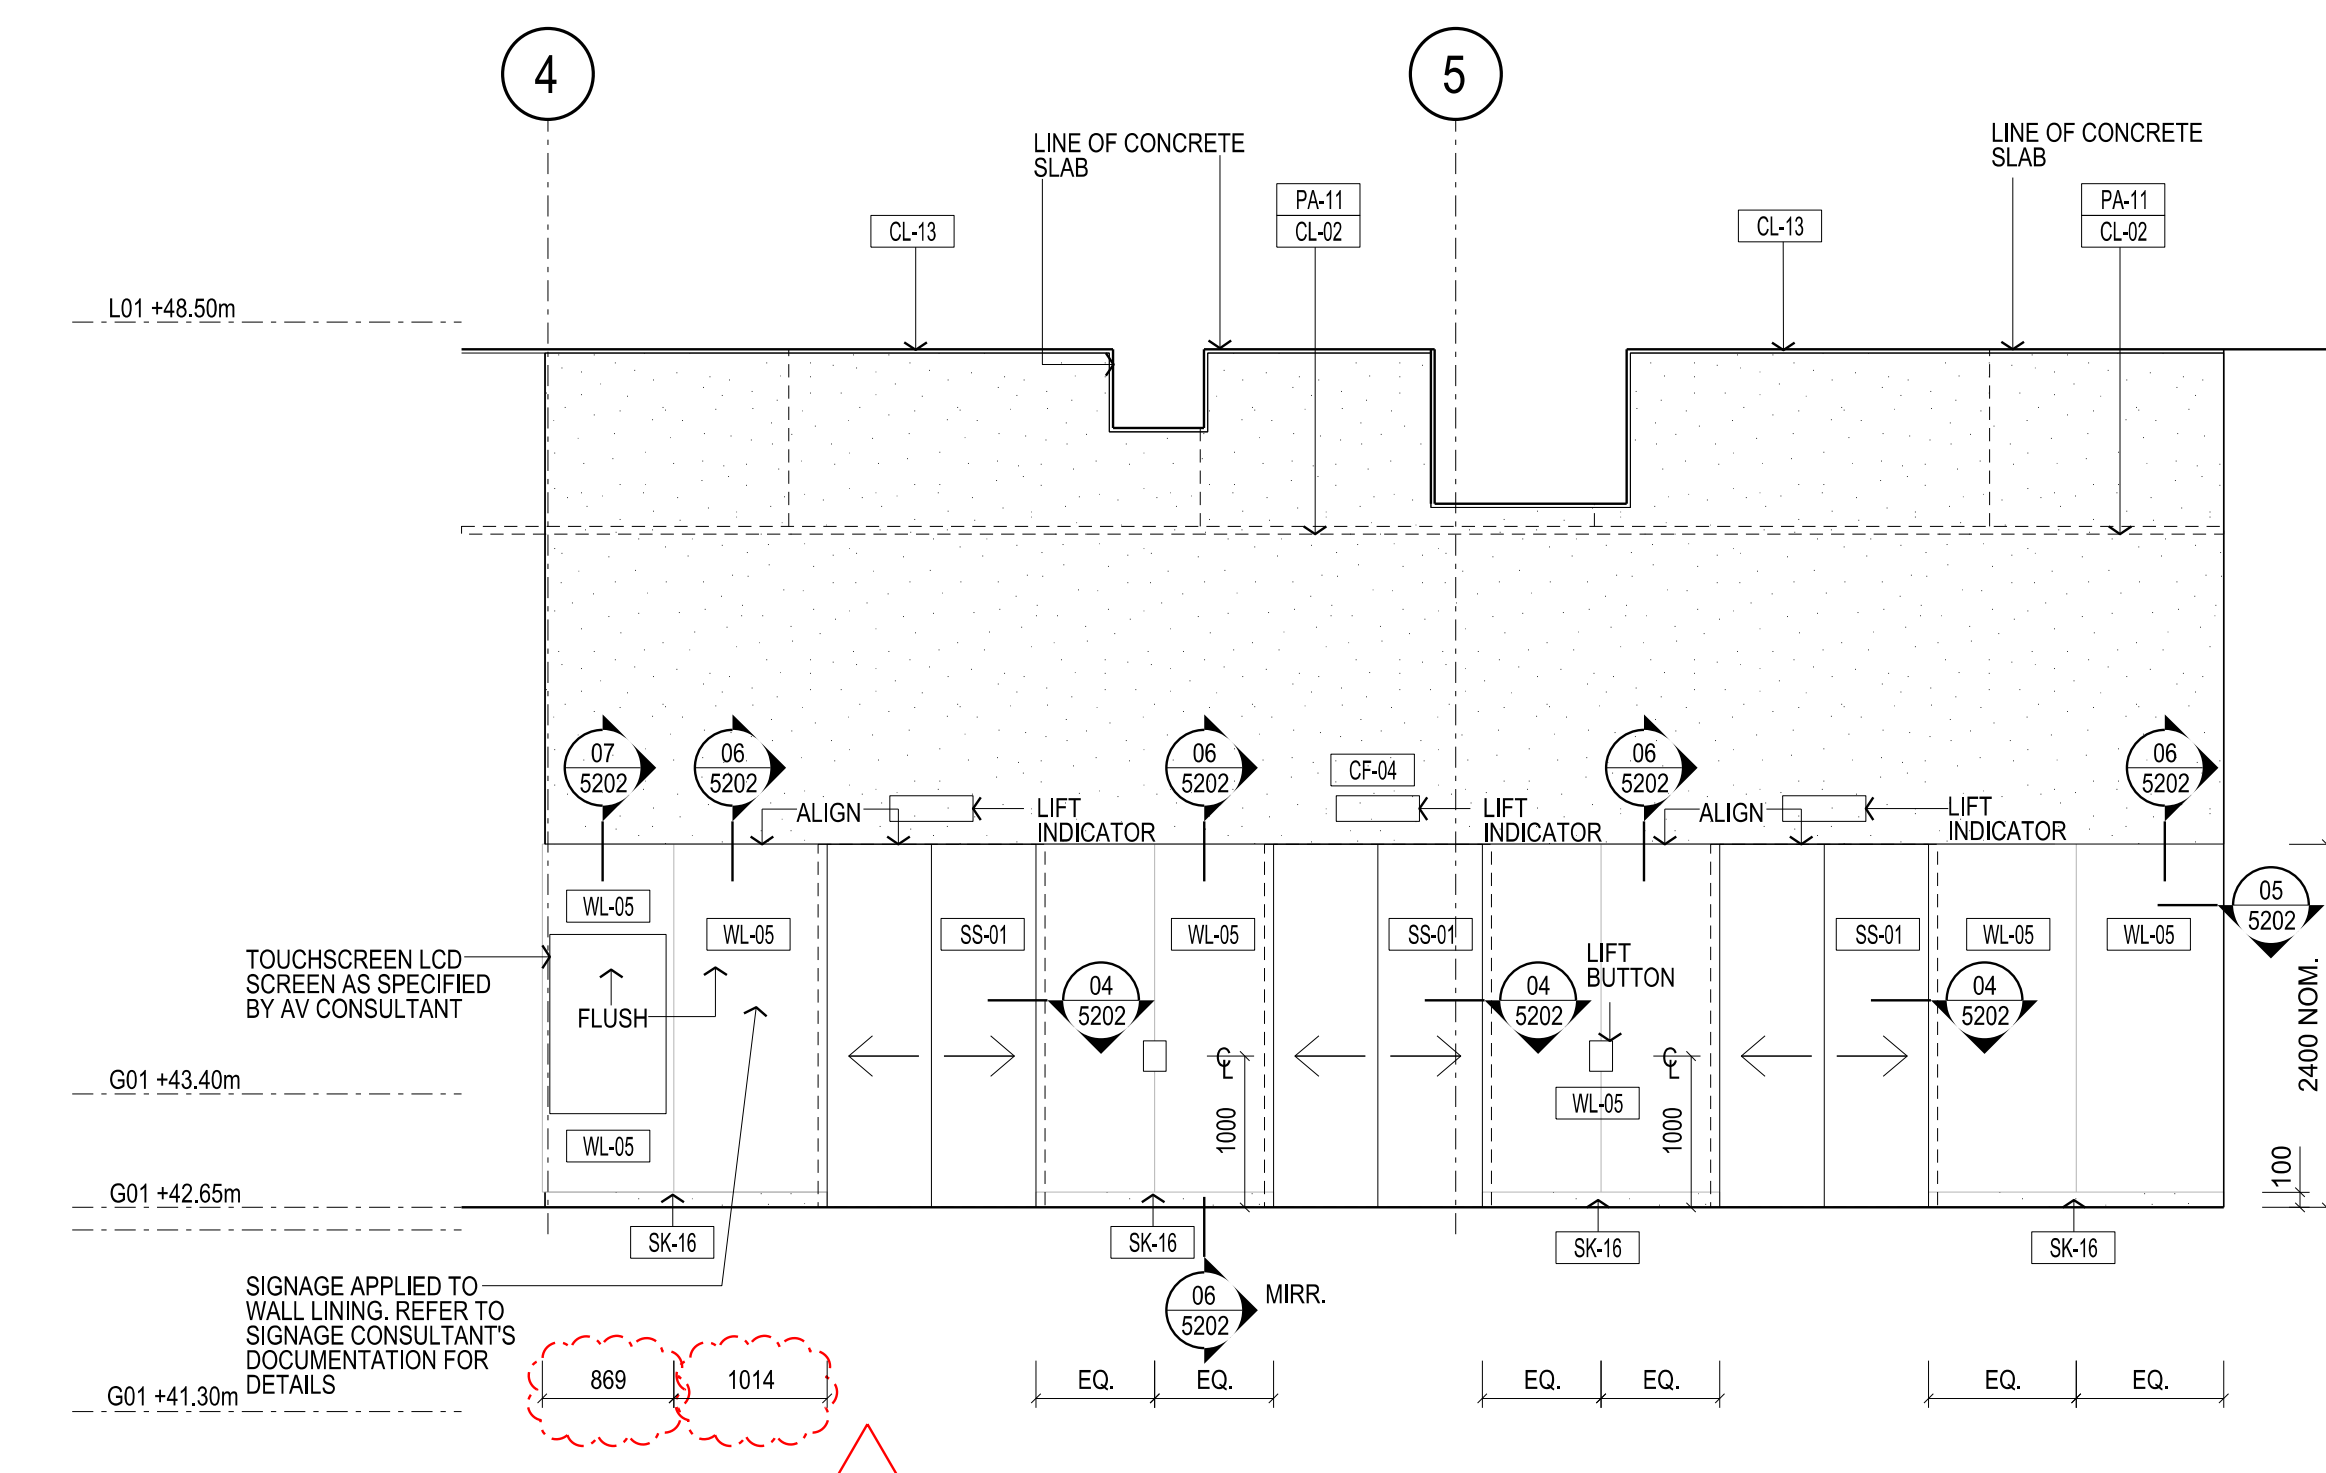 4
5
LINE OF CONCRETE
SLAB
LINE OF CONCRETE
SLAB
PA-11
CL-02
PA-11
CL-02
CL-13
CL-13
L01 +48.50m
07
5202
06
5202
06
5202
06
5202
06
5202
CF-04
ALIGN
LIFT
INDICATOR
LIFT
INDICATOR
ALIGN
LIFT
INDICATOR
WL-05
WL-05
SS-01
WL-05
SS-01
SS-01
WL-05
WL-05
05
5202
TOUCHSCREEN LCD
SCREEN AS SPECIFIED
BY AV CONSULTANT
FLUSH
04
5202
04
5202
LIFT
BUTTON
04
5202
2400 NOM.
G01 +43.40m
CL
CL
WL-05
WL-05
1000
1000
100
G01 +42.65m
SK-16
SK-16
SK-16
SK-16
SIGNAGE APPLIED TO
WALL LINING. REFER TO
SIGNAGE CONSULTANT'S
DOCUMENTATION FOR
DETAILS
06
5202
MIRR.
869
1014
EQ.
EQ.
EQ.
EQ.
EQ.
EQ.
G01 +41.30m